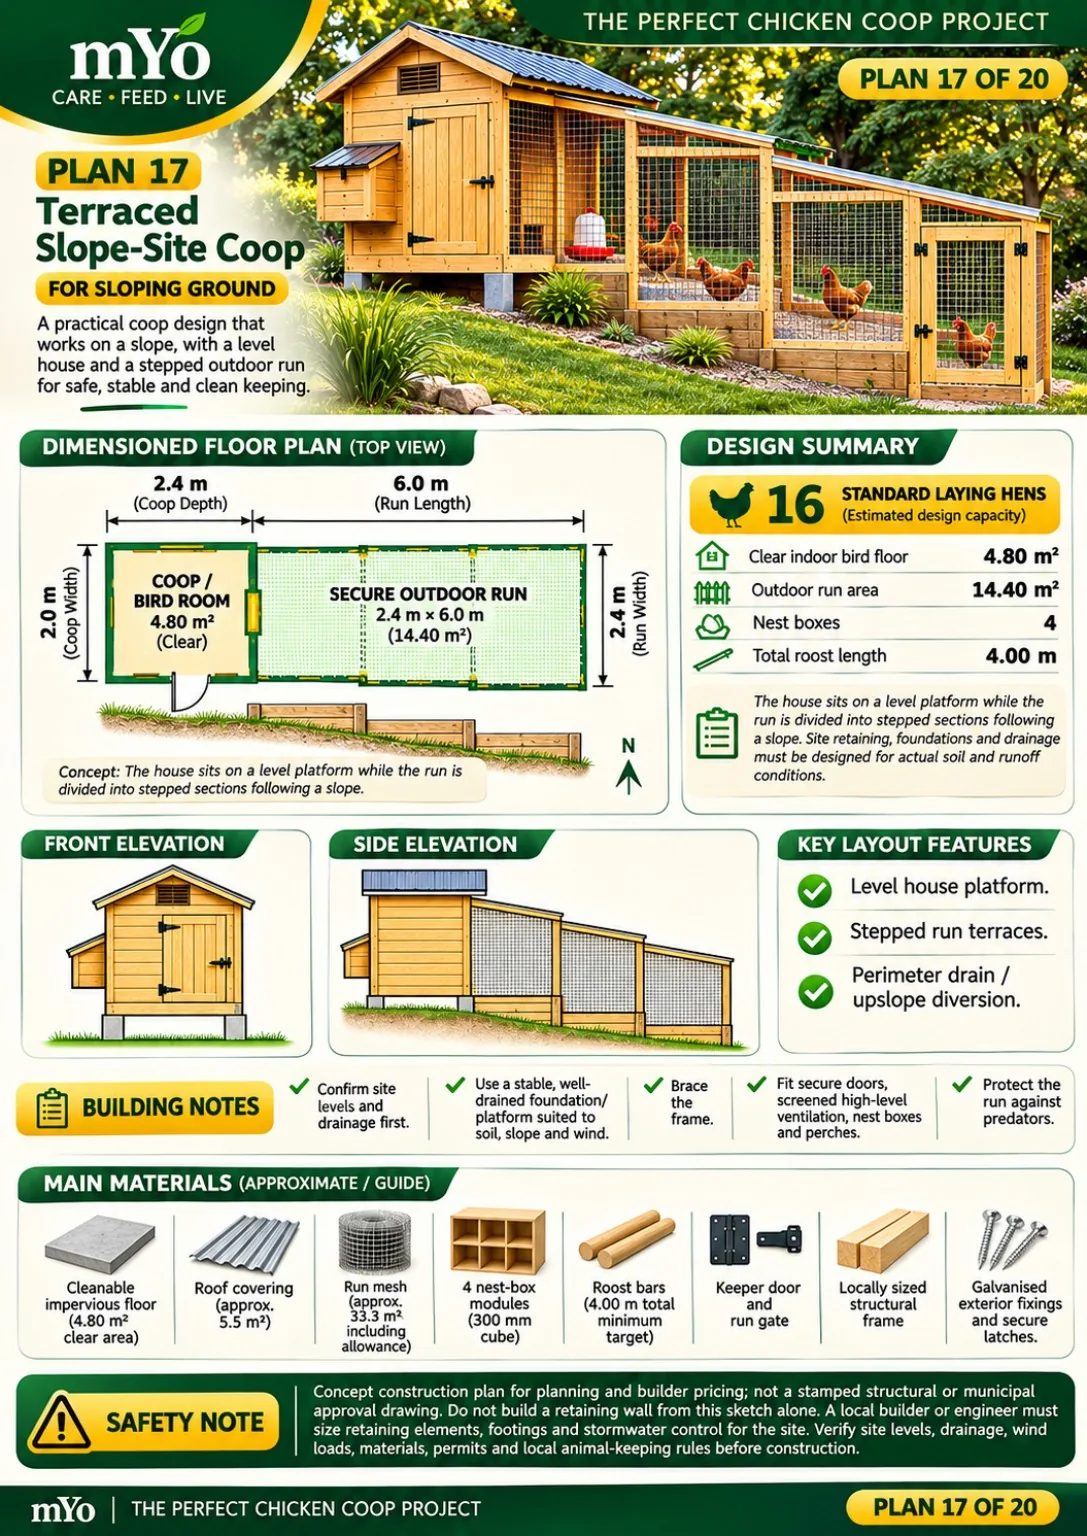 THE PERFECT CHICKEN COOP PROJECT
mYo
CARE • FEED • LIVE
PLAN 17 OF 20
PLAN 17
Terraced
Slope-Site Coop
FOR SLOPING GROUND
A practical coop design that
works on a slope, with a level
house and a stepped outdoor run
for safe, stable and clean keeping.
DIMENSIONED FLOOR PLAN (TOP VIEW)
2.4 m
(Coop Depth)
6.0 m
(Run Length)
2.0 m
(Coop Width)
COOP /
BIRD ROOM
4.80 m²
(Clear)
SECURE OUTDOOR RUN
2.4 m × 6.0 m
(14.40 m²)
2.4 m
(Run Width)
N
Concept: The house sits on a level platform while the run is
divided into stepped sections following a slope.
DESIGN SUMMARY
16 STANDARD LAYING HENS
(Estimated design capacity)
Clear indoor bird floor 4.80 m²
Outdoor run area 14.40 m²
Nest boxes 4
Total roost length 4.00 m
The house sits on a level platform while the
run is divided into stepped sections following
a slope. Site retaining, foundations and drainage
must be designed for actual soil and runoff
conditions.
FRONT ELEVATION
SIDE ELEVATION
KEY LAYOUT FEATURES
Level house platform.
Stepped run terraces.
Perimeter drain /
upslope diversion.
BUILDING NOTES
Confirm site
levels and
drainage first.
Use a stable, well-
drained foundation/
platform suited to
soil, slope and wind.
Brace
the
frame.
Fit secure doors,
screened high-level
ventilation, nest boxes
and perches.
Protect the
run against
predators.
MAIN MATERIALS (APPROXIMATE / GUIDE)
Cleanable
impervious floor
(4.80 m²
clear area)
Roof covering
(approx.
5.5 m²)
Run mesh
(approx.
33.3 m²
including
allowance)
4 nest-box
modules
(300 mm
cube)
Roost bars
(4.00 m total
minimum
target)
Keeper door
and
run gate
Locally sized
structural
frame
Galvanised
exterior fixings
and secure
latches.
SAFETY NOTE
Concept construction plan for planning and builder pricing; not a stamped structural or municipal
approval drawing. Do not build a retaining wall from this sketch alone. A local builder or engineer must
size retaining elements, footings and stormwater control for the site. Verify site levels, drainage, wind
loads, materials, permits and local animal-keeping rules before construction.
mYo | THE PERFECT CHICKEN COOP PROJECT
PLAN 17 OF 20